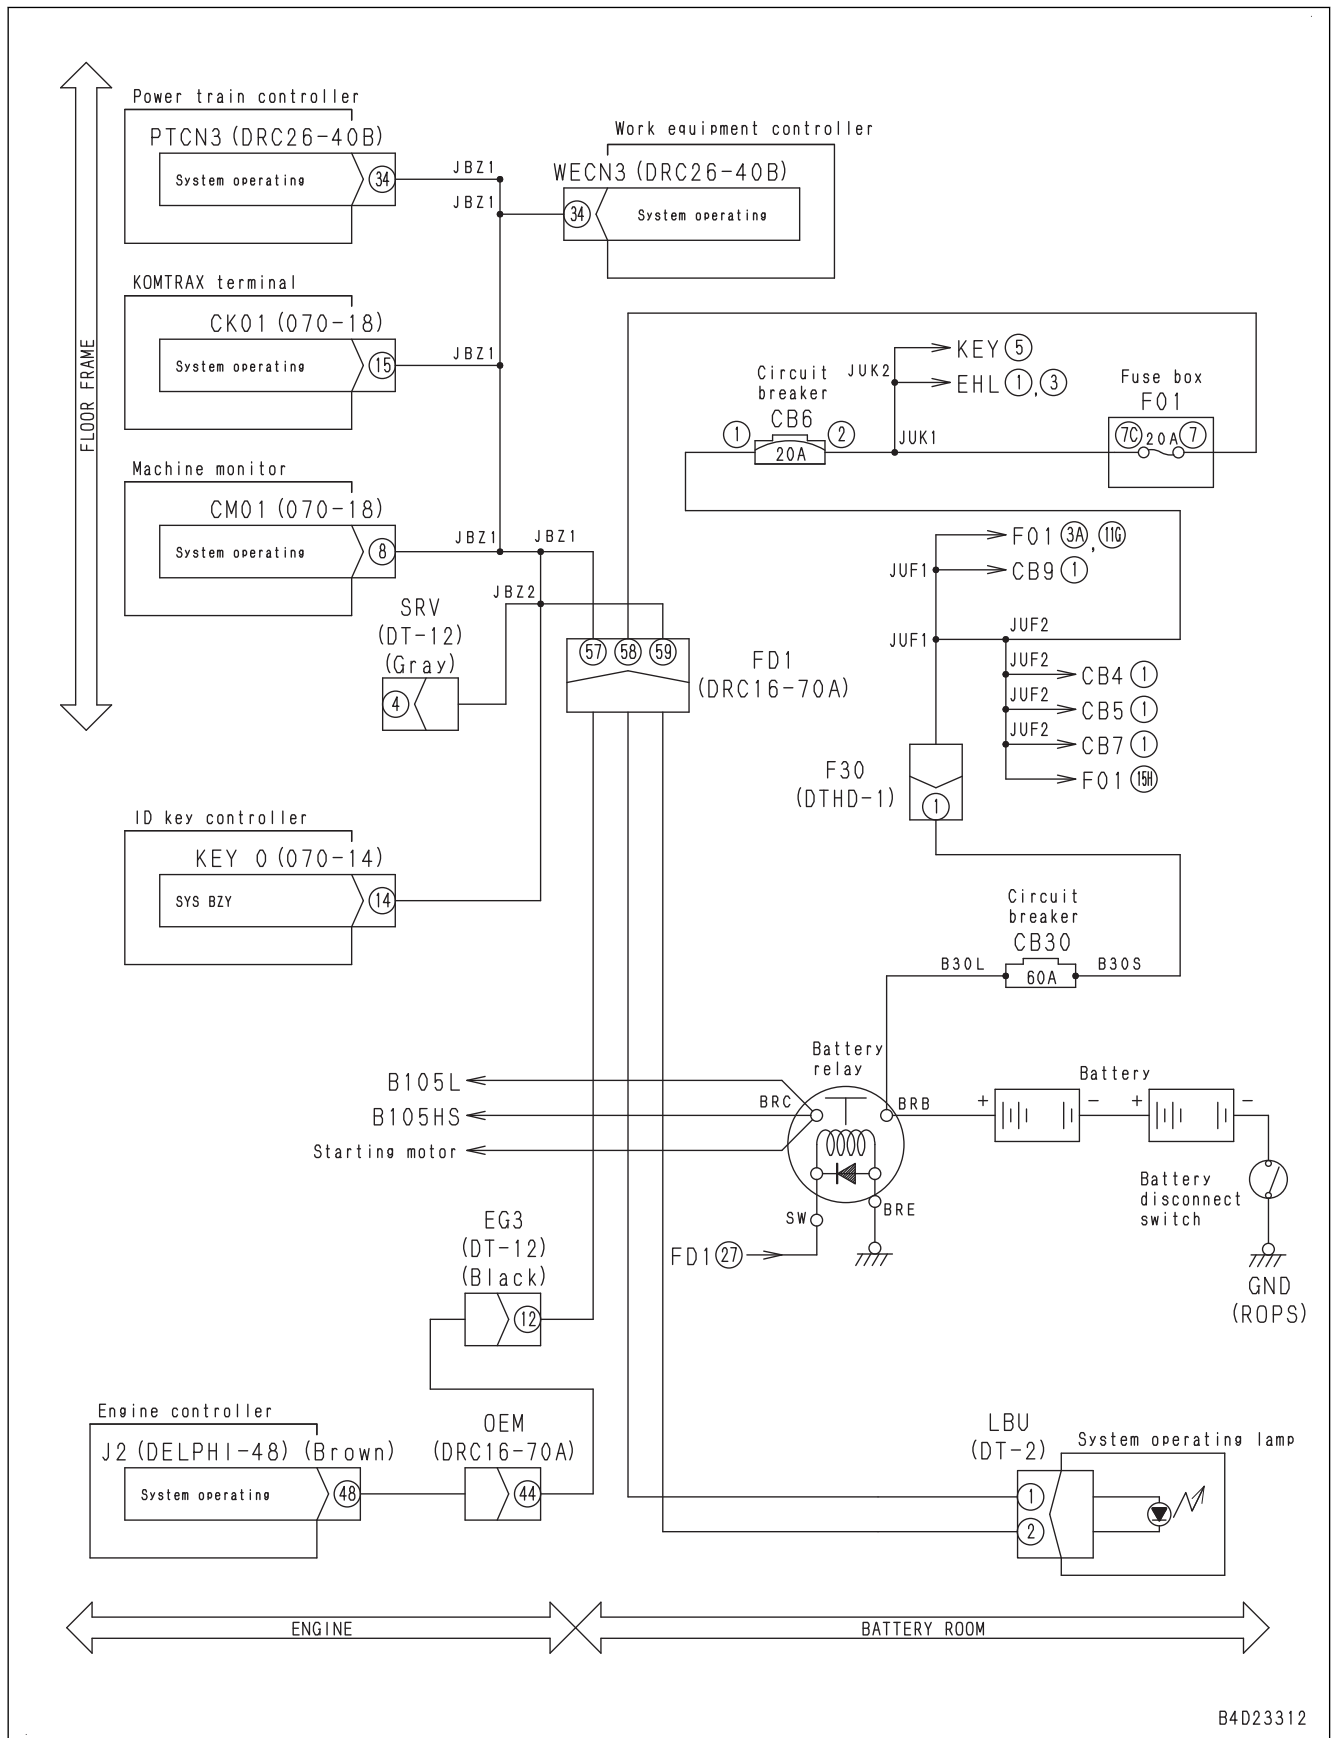 Power train controller
PTCN3 (DRC26-40B)
System operating
34
JBZ1
JBZ1
Work equipment controller
WECN3 (DRC26-40B)
34
System operating
KOMTRAX terminal
CK01 (070-18)
System operating
15
JBZ1
FLOOR FRAME
Machine monitor
CM01 (070-18)
System operating
8
JBZ1
JBZ1
JBZ2
SRV
(DT-12)
(Gray)
4
57
58
59
FD1
(DRC16-70A)
KEY 5
JUK2
EHL 1, 3
Circuit
breaker
CB6
1
2
20A
JUK1
Fuse box
F01
7C 20A 7
F01 3A, 11G
JUF1
CB9 1
JUF1
JUF2
JUF2
CB4 1
JUF2
CB5 1
JUF2
CB7 1
F01 15H
F30
(DTHD-1)
1
ID key controller
KEY 0 (070-14)
SYS BZY
14
Circuit
breaker
CB30
B30L
60A
B30S
Battery
relay
B105L
B105HS
Starting motor
BRC
BRB
Battery
+
-
+
-
SW
BRE
FD1 27
Battery
disconnect
switch
GND
(ROPS)
EG3
(DT-12)
(Black)
12
Engine controller
J2 (DELPHI-48) (Brown)
System operating
48
OEM
(DRC16-70A)
44
LBU
(DT-2)
System operating lamp
1
2
ENGINE
BATTERY ROOM
B4D23312